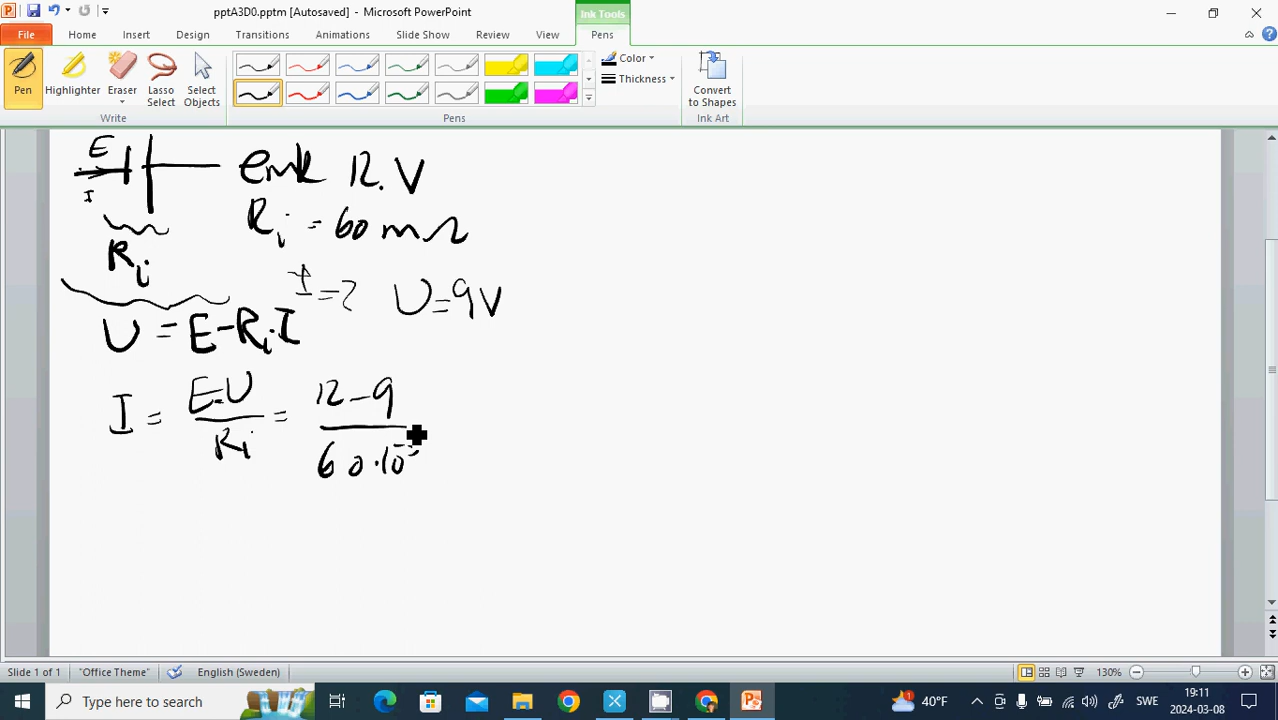 pptA3D0.pptm [Autosaved] - Microsoft PowerPoint
Ink Tools
File Home Insert Design Transitions Animations Slide Show Review View Pens
Pen Highlighter Eraser Lasso Select Select Objects
Color
Thickness
Convert to Shapes
Write Pens Ink Art
E
I
emk 12. V
Ri = 60 mΩ
Ri
I = ? U = 9V
U = E - Ri · I
I = E-U / Ri = 12 - 9 / 60 · 10⁻³
Slide 1 of 1 "Office Theme" English (Sweden) 130%
Type here to search 1 40°F SWE 19:11
2024-03-08